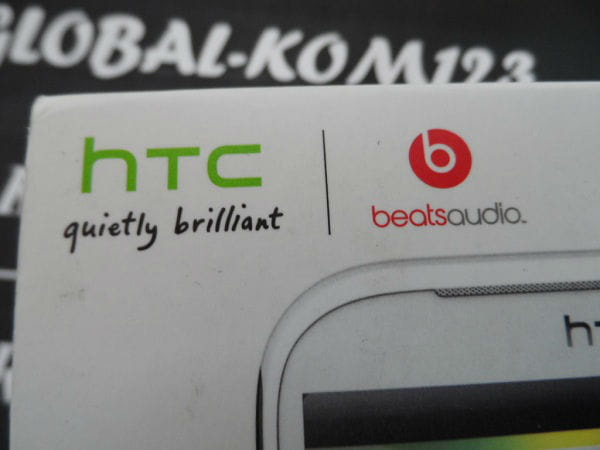 GLOBAL-KOM123
hTC
quietly brilliant
b
beatsaudio.